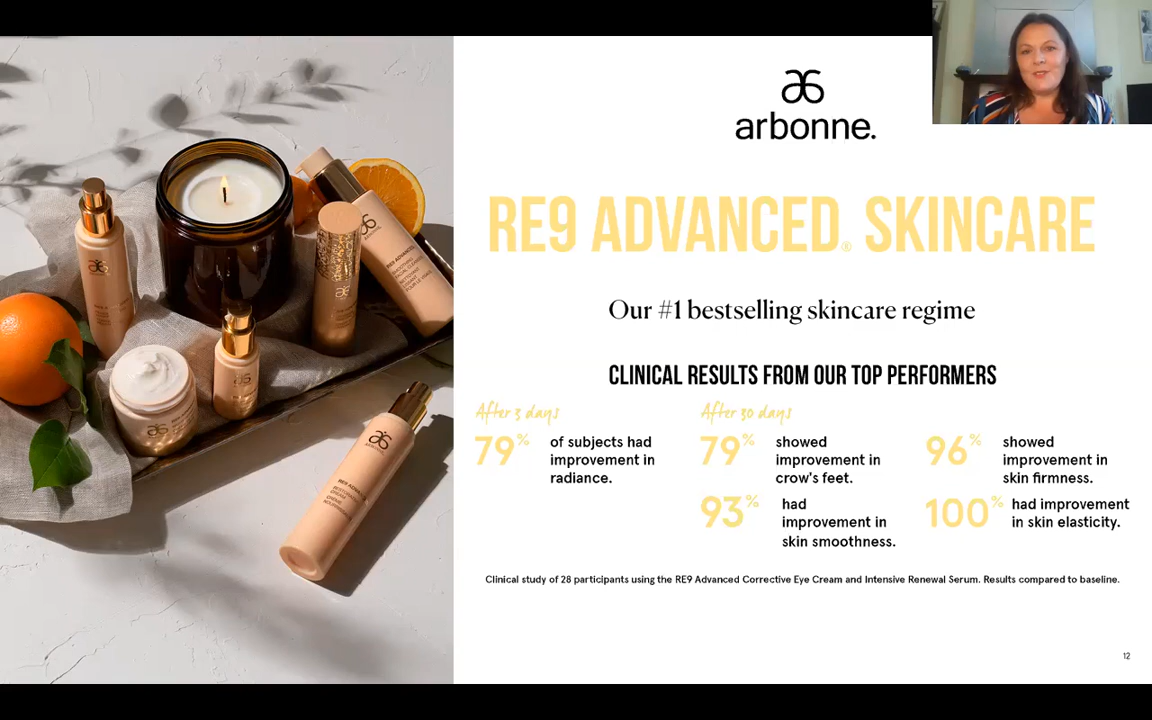 arbonne.
RE9 ADVANCED® SKINCARE
Our #1 bestselling skincare regime
CLINICAL RESULTS FROM OUR TOP PERFORMERS
After 3 days
79%
of subjects had
improvement in
radiance.
After 30 days
79%
showed
improvement in
crow's feet.
93%
had
improvement in
skin smoothness.
96%
showed
improvement in
skin firmness.
100%
had improvement
in skin elasticity.
Clinical study of 28 participants using the RE9 Advanced Corrective Eye Cream and Intensive Renewal Serum. Results compared to baseline.
12